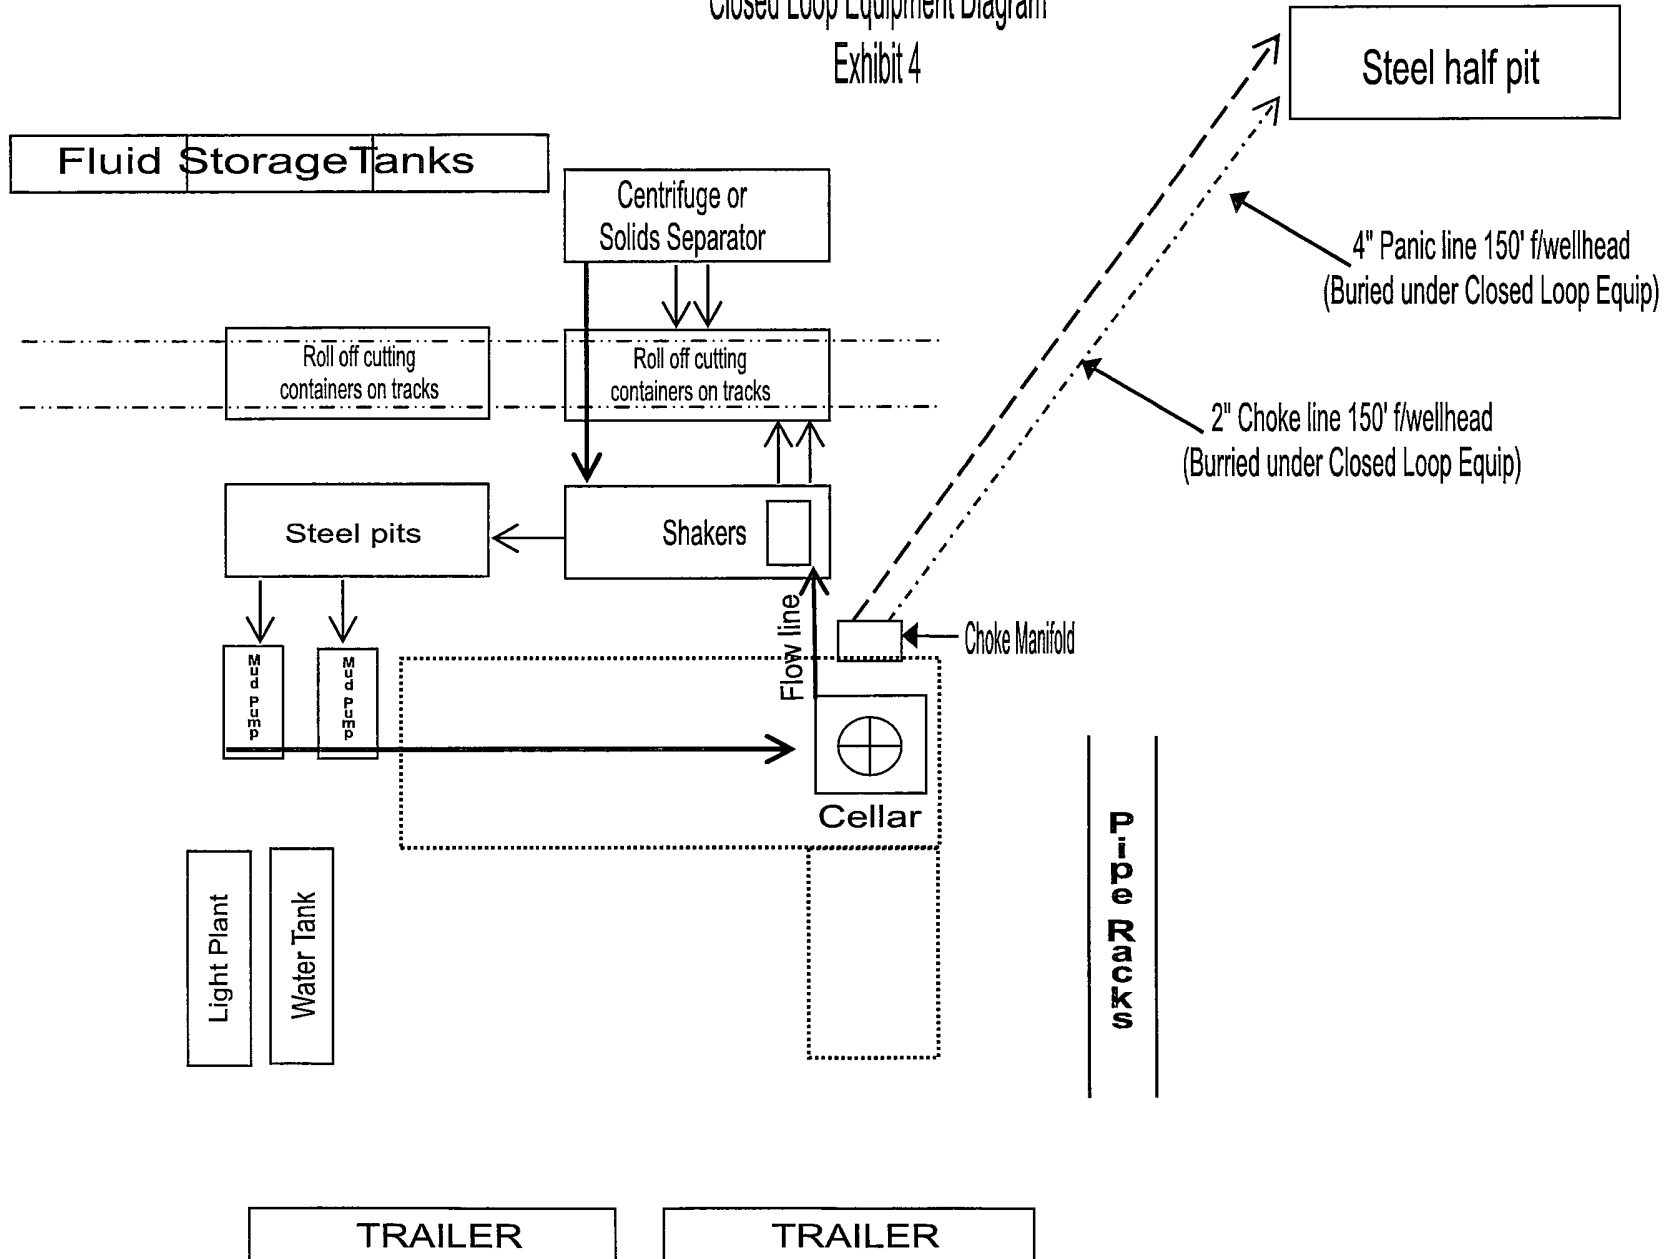 Closed Loop Equipment Diagram
Exhibit 4
Steel half pit
Fluid StorageTanks
Centrifuge or
Solids Separator
4" Panic line 150' f/wellhead
(Buried under Closed Loop Equip)
Roll off cutting
containers on tracks
Roll off cutting
containers on tracks
2" Choke line 150' f/wellhead
(Burried under Closed Loop Equip)
Steel pits
Shakers
Flow line
Choke Manifold
Mud Pump
Mud Pump
Cellar
Pipe Racks
Light Plant
Water Tank
TRAILER
TRAILER